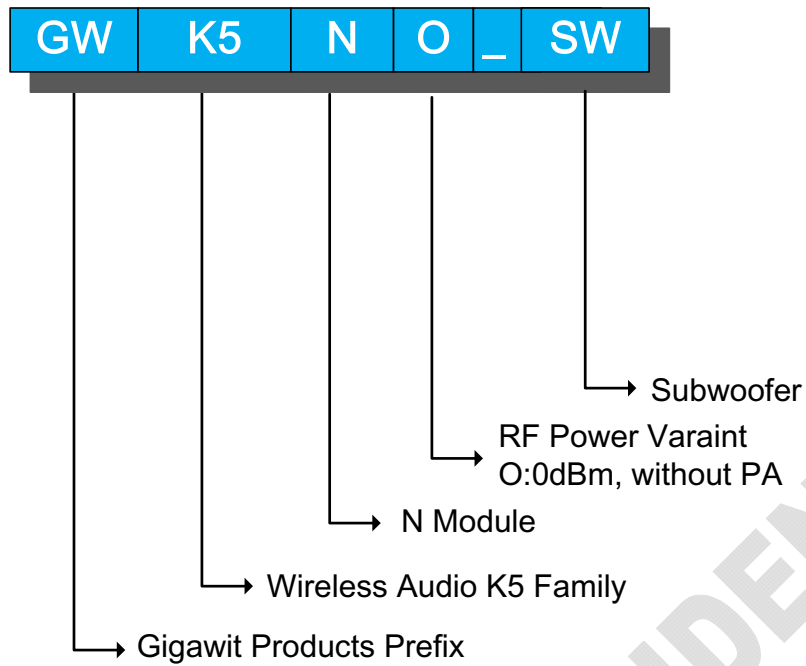 GW K5 N O _ SW
Subwoofer
RF Power Varaint
O:0dBm, without PA
N Module
Wireless Audio K5 Family
Gigawit Products Prefix